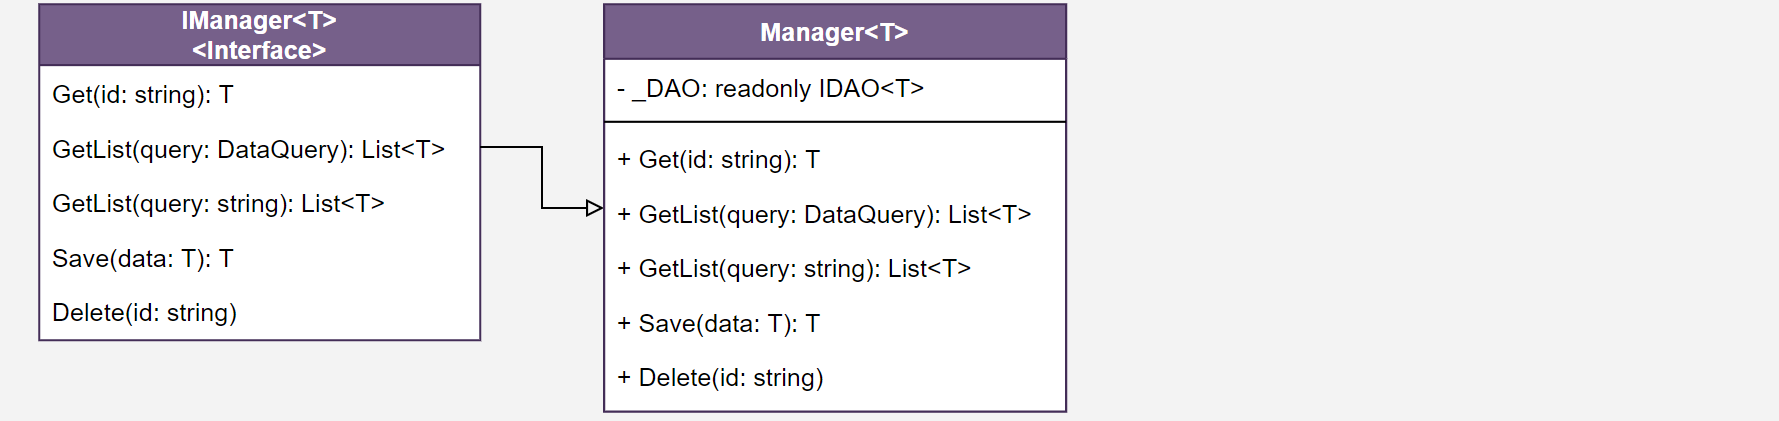 IManager<T>
<Interface>
Get(id: string): T
GetList(query: DataQuery): List<T>
GetList(query: string): List<T>
Save(data: T): T
Delete(id: string)
Manager<T>
- _DAO: readonly IDAO<T>
+ Get(id: string): T
+ GetList(query: DataQuery): List<T>
+ GetList(query: string): List<T>
+ Save(data: T): T
+ Delete(id: string)